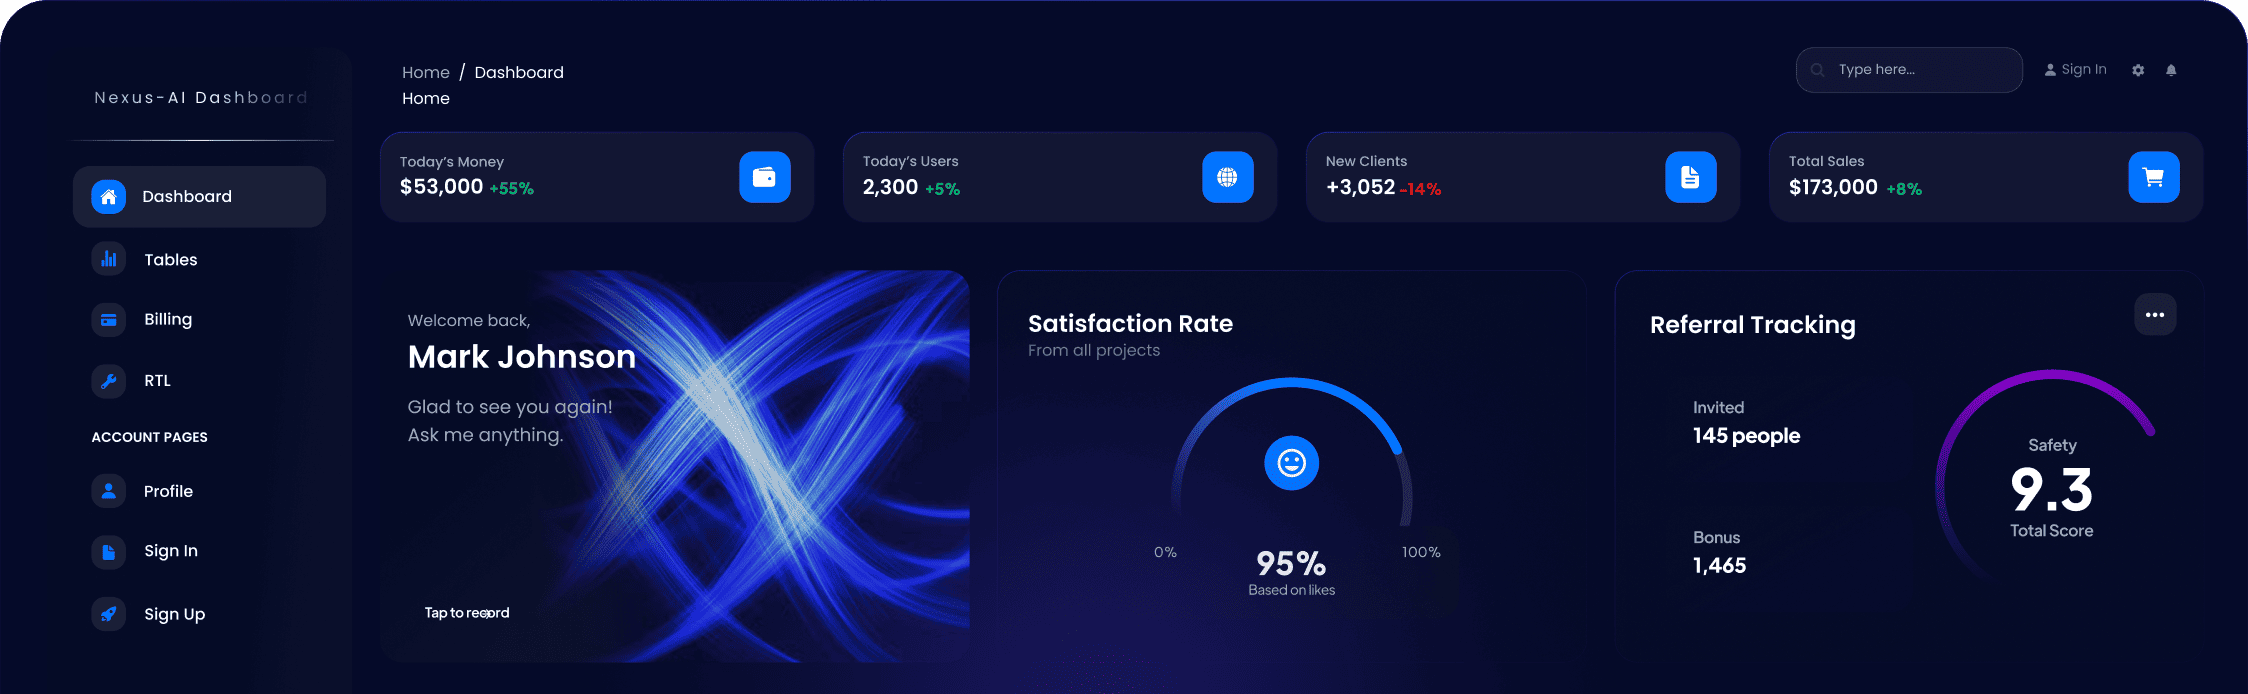 Nexus-AI Dashboard
Dashboard
Tables
Billing
RTL
ACCOUNT PAGES
Profile
Sign In
Sign Up
Home / Dashboard
Home
Type here...
Sign In
Today's Money
$53,000 +55%
Today's Users
2,300 +5%
New Clients
+3,052 -14%
Total Sales
$173,000 +8%
Welcome back,
Mark Johnson
Glad to see you again!
Ask me anything.
Tap to record
Satisfaction Rate
From all projects
0%
95%
100%
Based on likes
Referral Tracking
Invited
145 people
Bonus
1,465
Safety
9.3
Total Score